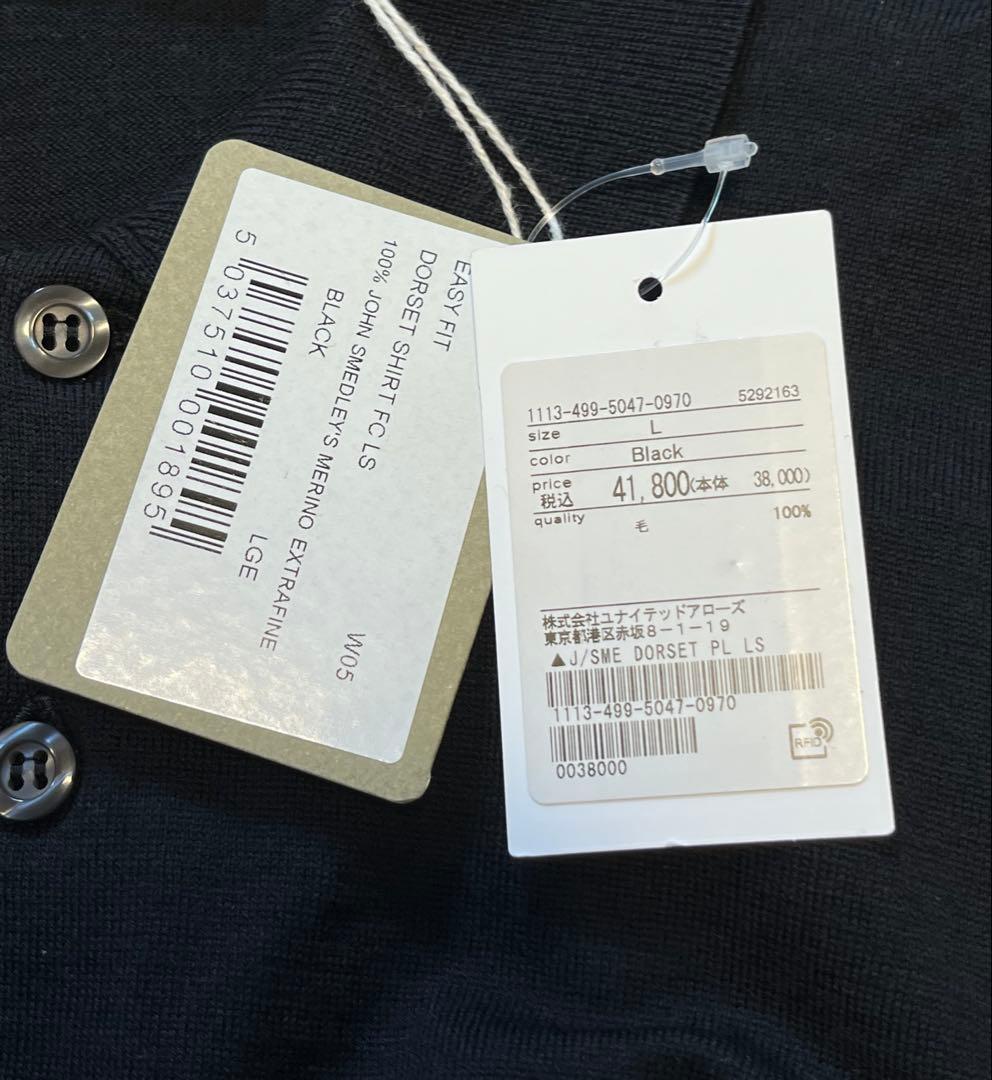 EASY FIT
DORSET SHIRT FC LS
100% JOHN SMEDLEY'S MERINO EXTRAFINE
BLACK
LGE
W05
5 037510 001895
1113-499-5047-0970 5292163
size L
color Black
price
税込 41,800(本体 38,000)
quality 毛 100%
株式会社ユナイテッドアローズ
東京都港区赤坂8-1-19
▲J/SME DORSET PL LS
1113-499-5047-0970
0038000
RFID